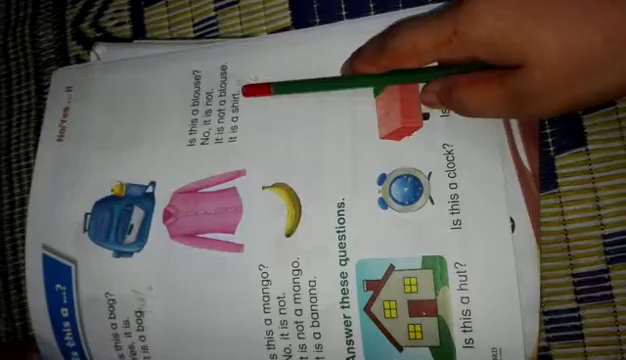 No/Yes ... it
s this a ...?
s this a bag?
es, it is.
t is a bag.
Is this a blouse?
No, it is not.
It is not a blouse.
It is a shirt.
s this a mango?
No, it is not.
t is not a mango.
t is a banana.
Answer these questions.
Is this a hut?
Is this a clock?
Is